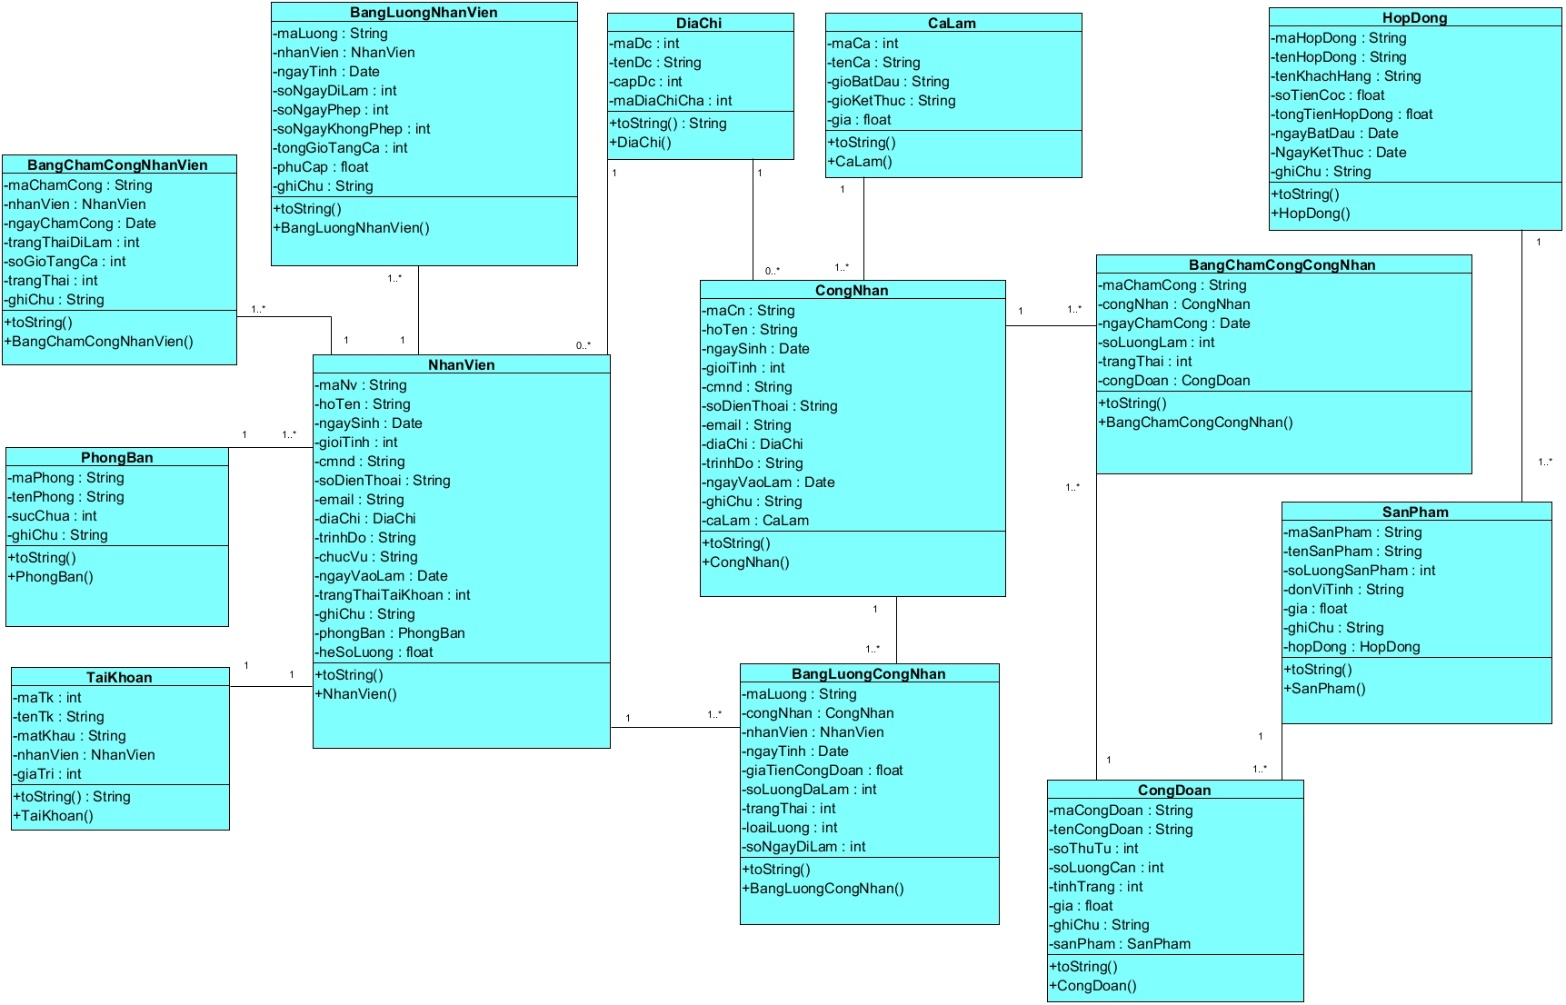 BangLuongNhanVien
-maLuong : String
-nhanVien : NhanVien
-ngayTinh : Date
-soNgayDiLam : int
-soNgayPhep : int
-soNgayKhongPhep : int
-tongGioTangCa : int
-phuCap : float
-ghiChu : String
+toString()
+BangLuongNhanVien()
1..*
1
DiaChi
-maDc : int
-tenDc : String
-capDc : int
-maDiaChiCha : int
+toString() : String
+DiaChi()
1
1
0..*
0..*
CaLam
-maCa : int
-tenCa : String
-gioBatDau : String
-gioKetThuc : String
-gia : float
+toString()
+CaLam()
1
1..*
HopDong
-maHopDong : String
-tenHopDong : String
-tenKhachHang : String
-soTienCoc : float
-tongTienHopDong : float
-ngayBatDau : Date
-NgayKetThuc : Date
-ghiChu : String
+toString()
+HopDong()
1
1..*
BangChamCongNhanVien
-maChamCong : String
-nhanVien : NhanVien
-ngayChamCong : Date
-trangThaiDiLam : int
-soGioTangCa : int
-trangThai : int
-ghiChu : String
+toString()
+BangChamCongNhanVien()
1..*
1
NhanVien
-maNv : String
-hoTen : String
-ngaySinh : Date
-gioiTinh : int
-cmnd : String
-soDienThoai : String
-email : String
-diaChi : DiaChi
-trinhDo : String
-chucVu : String
-ngayVaoLam : Date
-trangThaiTaiKhoan : int
-ghiChu : String
-phongBan : PhongBan
-heSoLuong : float
+toString()
+NhanVien()
1
1..*
CongNhan
-maCn : String
-hoTen : String
-ngaySinh : Date
-gioiTinh : int
-cmnd : String
-soDienThoai : String
-email : String
-diaChi : DiaChi
-trinhDo : String
-ngayVaoLam : Date
-ghiChu : String
-caLam : CaLam
+toString()
+CongNhan()
1
1..*
1
1..*
BangChamCongCongNhan
-maChamCong : String
-congNhan : CongNhan
-ngayChamCong : Date
-soLuongLam : int
-trangThai : int
-congDoan : CongDoan
+toString()
+BangChamCongCongNhan()
1..*
1
PhongBan
-maPhong : String
-tenPhong : String
-sucChua : int
-ghiChu : String
+toString()
+PhongBan()
1
1..*
SanPham
-maSanPham : String
-tenSanPham : String
-soLuongSanPham : int
-donViTinh : String
-gia : float
-ghiChu : String
-hopDong : HopDong
+toString()
+SanPham()
1
1..*
TaiKhoan
-maTk : int
-tenTk : String
-matKhau : String
-nhanVien : NhanVien
-giaTri : int
+toString() : String
+TaiKhoan()
1
1
BangLuongCongNhan
-maLuong : String
-congNhan : CongNhan
-nhanVien : NhanVien
-ngayTinh : Date
-giaTienCongDoan : float
-soLuongDaLam : int
-trangThai : int
-loaiLuong : int
-soNgayDiLam : int
+toString()
+BangLuongCongNhan()
CongDoan
-maCongDoan : String
-tenCongDoan : String
-soThuTu : int
-soLuongCan : int
-tinhTrang : int
-gia : float
-ghiChu : String
-sanPham : SanPham
+toString()
+CongDoan()